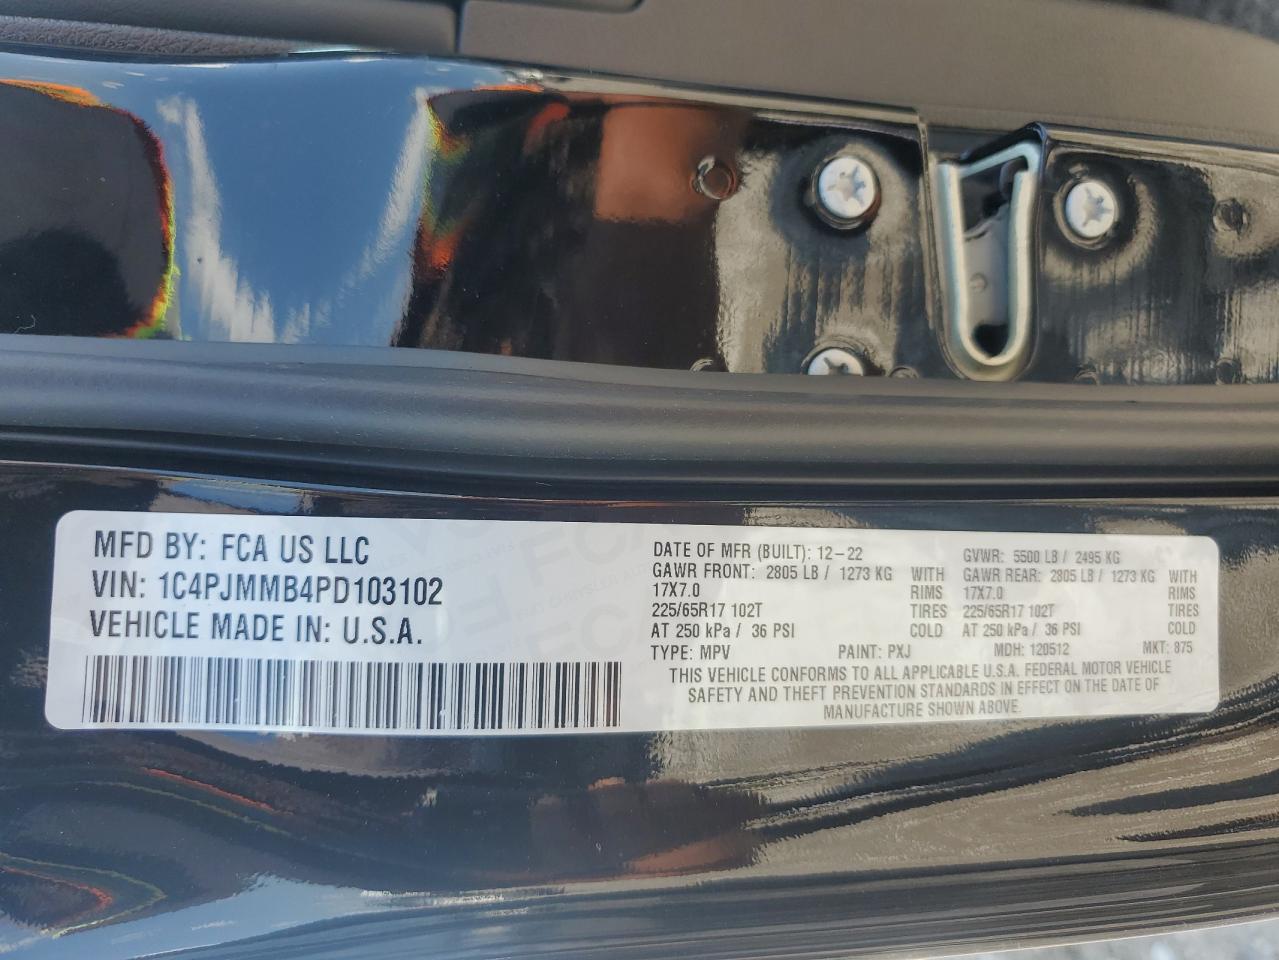 MFD BY: FCA US LLC
VIN: 1C4PJMMB4PD103102
VEHICLE MADE IN: U.S.A.
DATE OF MFR (BUILT): 12-22 GVWR: 5500 LB / 2495 KG
GAWR FRONT: 2805 LB / 1273 KG WITH GAWR REAR: 2805 LB / 1273 KG WITH
17X7.0 RIMS 17X7.0 RIMS
225/65R17 102T TIRES 225/65R17 102T TIRES
AT 250 kPa / 36 PSI COLD AT 250 kPa / 36 PSI COLD
TYPE: MPV PAINT: PXJ MDH: 120512 MKT: 875
THIS VEHICLE CONFORMS TO ALL APPLICABLE U.S.A. FEDERAL MOTOR VEHICLE
SAFETY AND THEFT PREVENTION STANDARDS IN EFFECT ON THE DATE OF
MANUFACTURE SHOWN ABOVE.